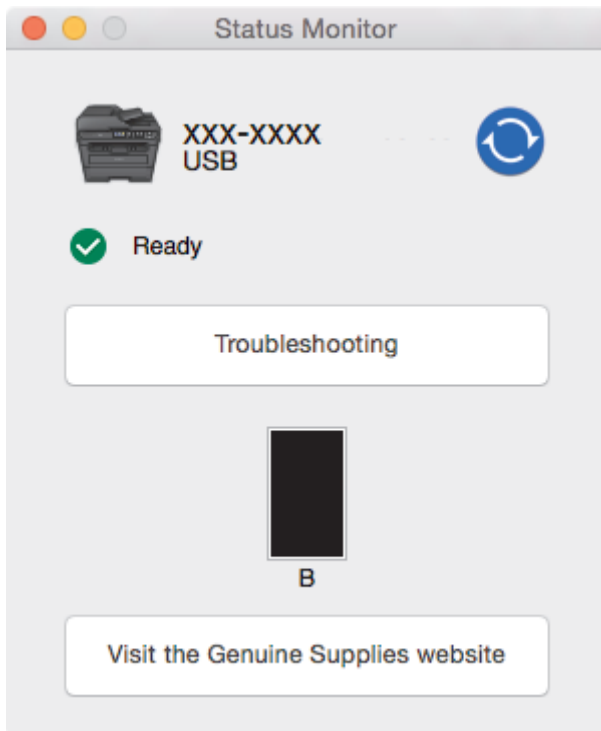 Status Monitor
XXX-XXXX
USB
Ready
Troubleshooting
B
Visit the Genuine Supplies website